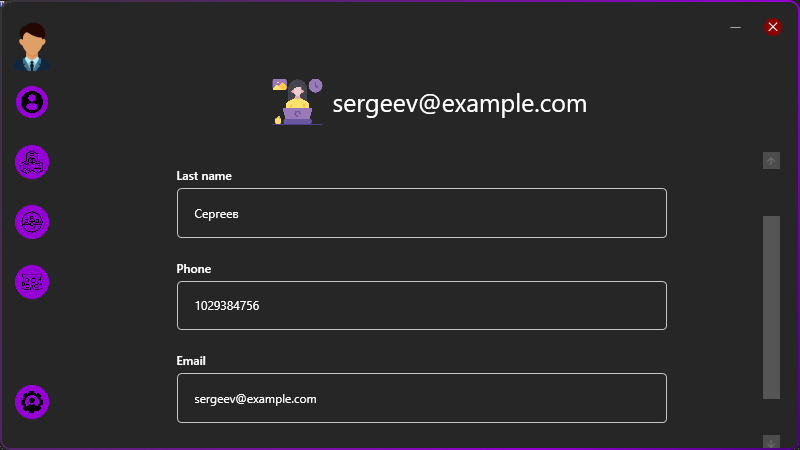 sergeev@example.com
Last name
Сергеев
Phone
1029384756
Email
sergeev@example.com